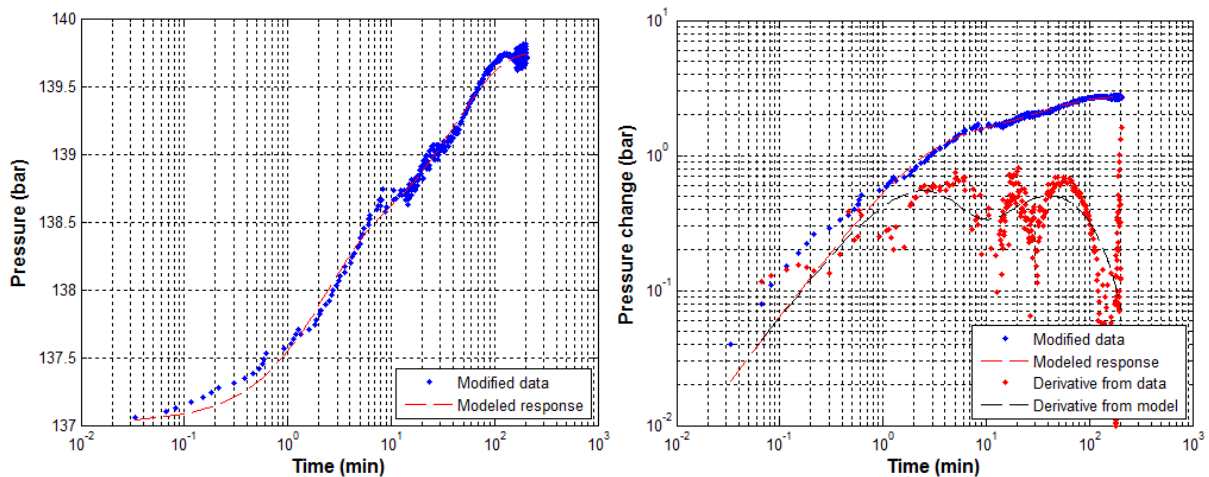 140
139.5
139
138.5
138
137.5
137
10^-2
10^-1
10^0
10^1
10^2
10^3
Pressure (bar)
Time (min)
Modified data
Modeled response
10^1
10^0
10^-1
10^-2
10^-2
10^-1
10^0
10^1
10^2
10^3
Pressure change (bar)
Time (min)
Modified data
Modeled response
Derivative from data
Derivative from model